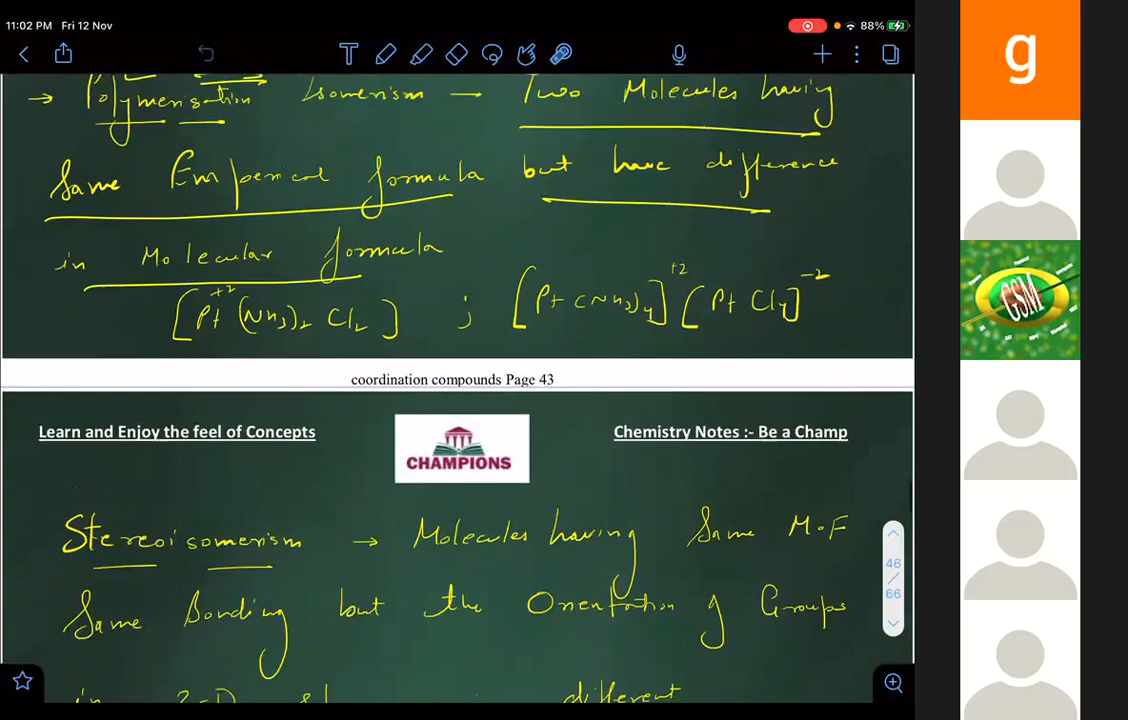 11:02 PM Fri 12 Nov
88%
→ Polymerisation Isomerism — Two Molecules having
Same Emperical formula but have difference
in Molecular formula
[Pt⁺²(NH3)2 Cl2] ; [Pt(NH3)4]⁺² [Pt Cl4]⁻²
coordination compounds Page 43
Learn and Enjoy the feel of Concepts
CHAMPIONS
Chemistry Notes :- Be a Champ
Stereoisomerism → Molecules having Same M.F
Same Bonding but the Orientation of Groups
in 3-D different
46
/
66
g
GSM